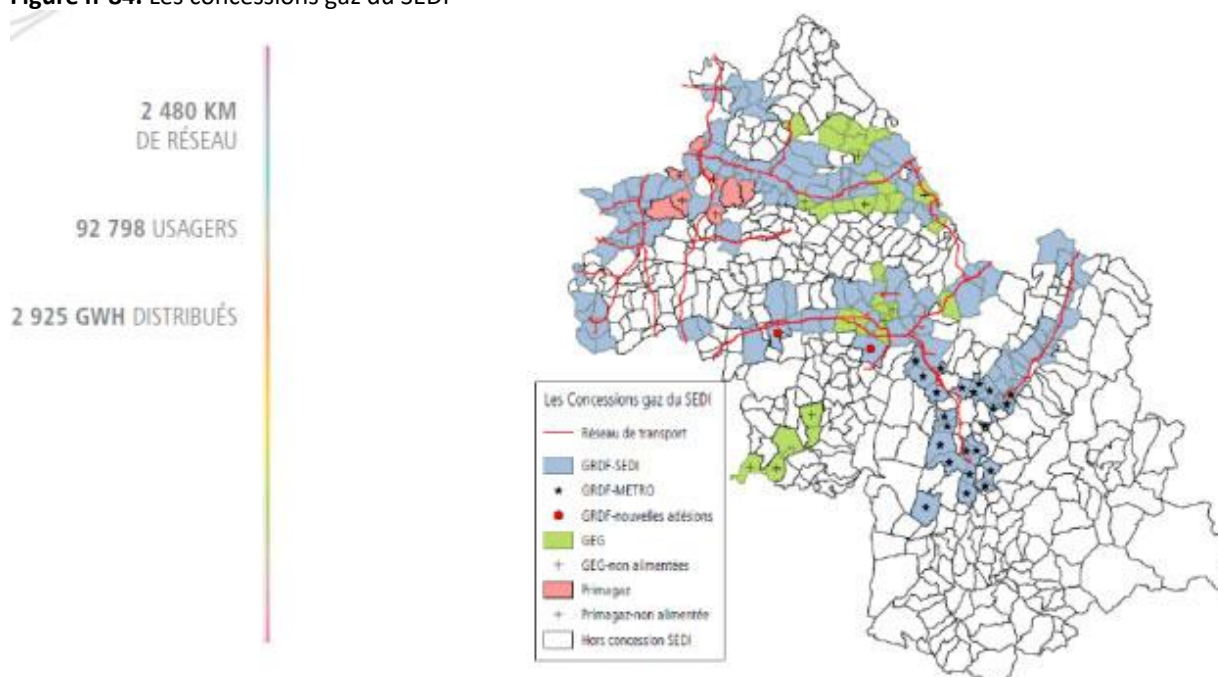 Figure n°84. Les concessions gaz du SEDI
2 480 KM
DE RÉSEAU
92 798 USAGERS
2 925 GWH DISTRIBUÉS
Les Concessions gaz du SEDI
Réseau de transport
GRDF-SEDI
GRDF-METRO
GRDF-nouvelles adésions
GEG
GEG-non alimentées
Primagaz
Primagaz-non alimentée
Hors concession SEDI